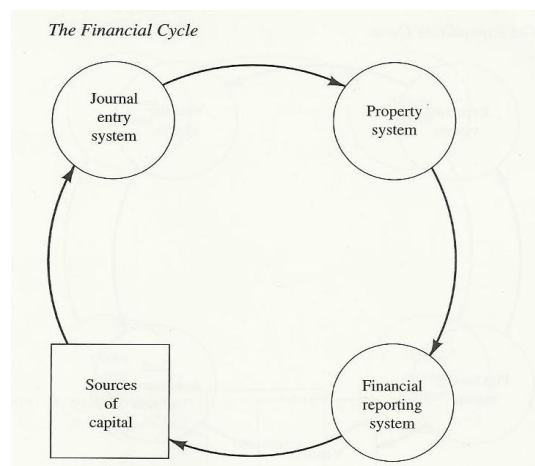 The Financial Cycle
Journal
entry
system
Property
system
Sources
of
capital
Financial
reporting
system